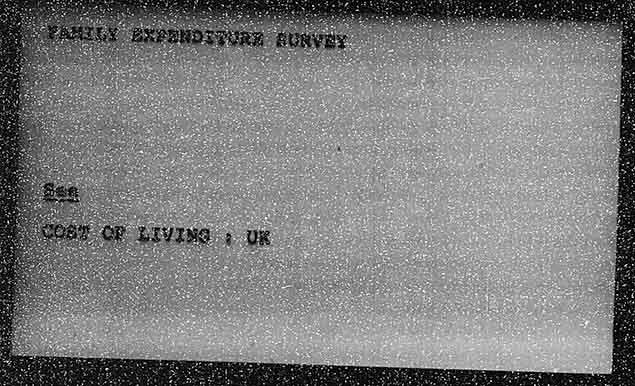 FAMILY EXPENDITURE SURVEY
See
COST OF LIVING : UK